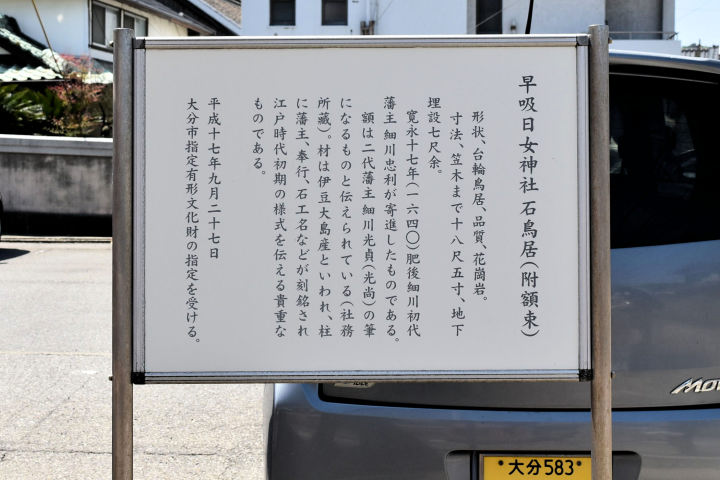 早吸日女神社 石鳥居(附額束)
形状、台輪鳥居、品質、花崗岩。
寸法、笠木まで十八尺五寸、地下
埋設七尺余。
寛永十七年(一六四〇)肥後細川初代
藩主細川忠利が寄進したものである。
額は二代藩主細川光貞(光尚)の筆
になるものと伝えられている(社務
所蔵)。材は伊豆大島産といわれ、柱
に藩主、奉行、石工名などが刻銘され
江戸時代初期の様式を伝える貴重な
ものである。
平成十七年九月二十七日
大分市指定有形文化財の指定を受ける。
大分583